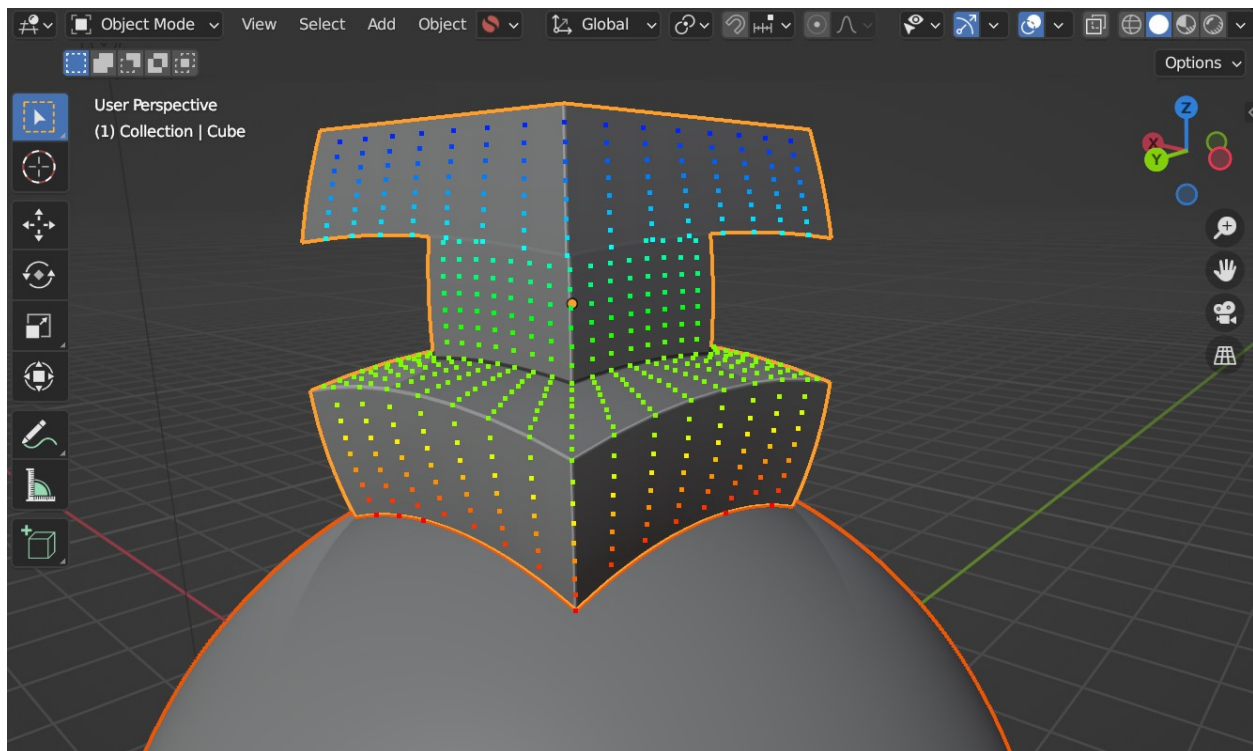 Object Mode View Select Add Object Global
Options
User Perspective
(1) Collection | Cube
Z
X
Y